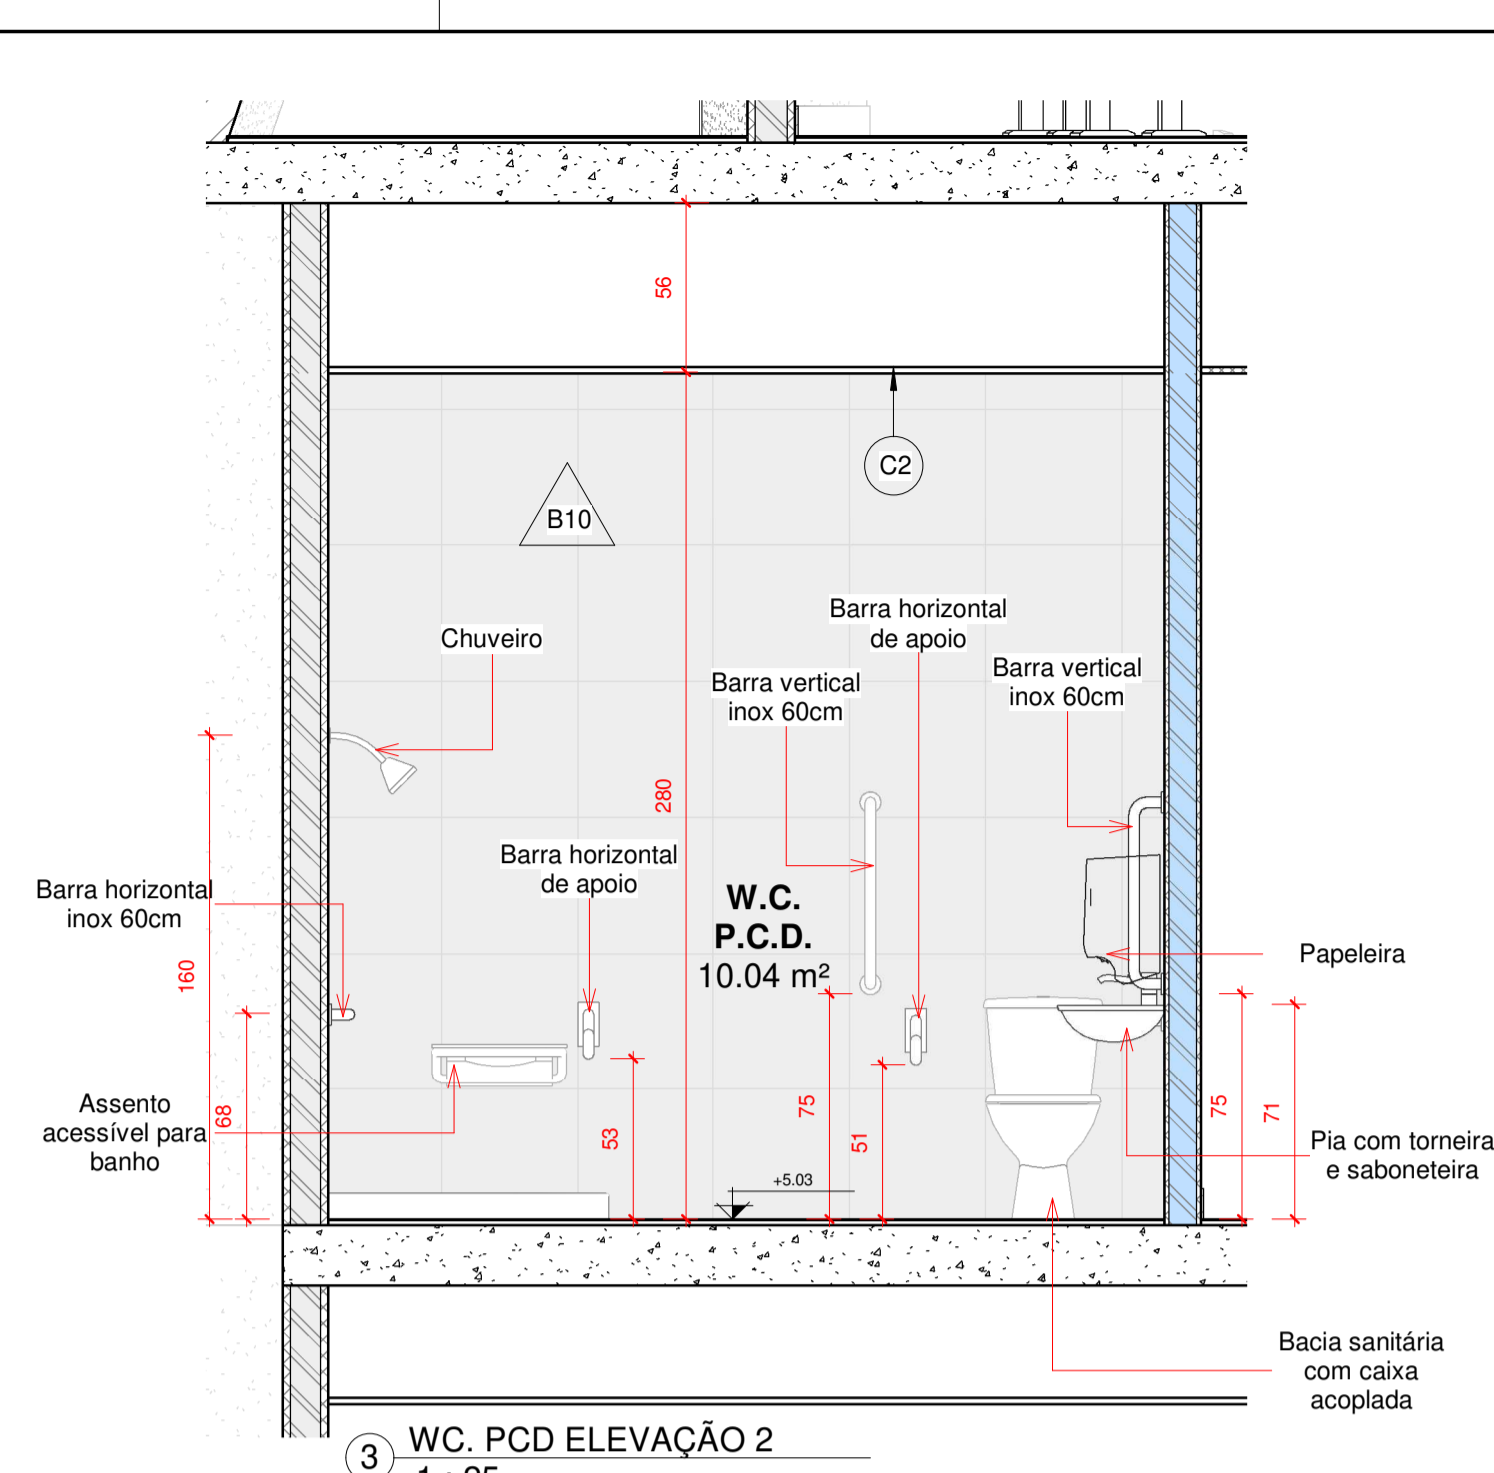 56
C2
B10
Barra horizontal
de apoio
Chuveiro
Barra vertical
inox 60cm
Barra vertical
inox 60cm
280
Barra horizontal
de apoio
Barra horizontal
inox 60cm
W.C.
P.C.D.
10.04 m²
Papeleira
160
Assento
acessível para
banho
68
53
75
51
75
71
Pia com torneira
e saboneteira
+5.03
Bacia sanitária
com caixa
acoplada
3
WC. PCD ELEVAÇÃO 2